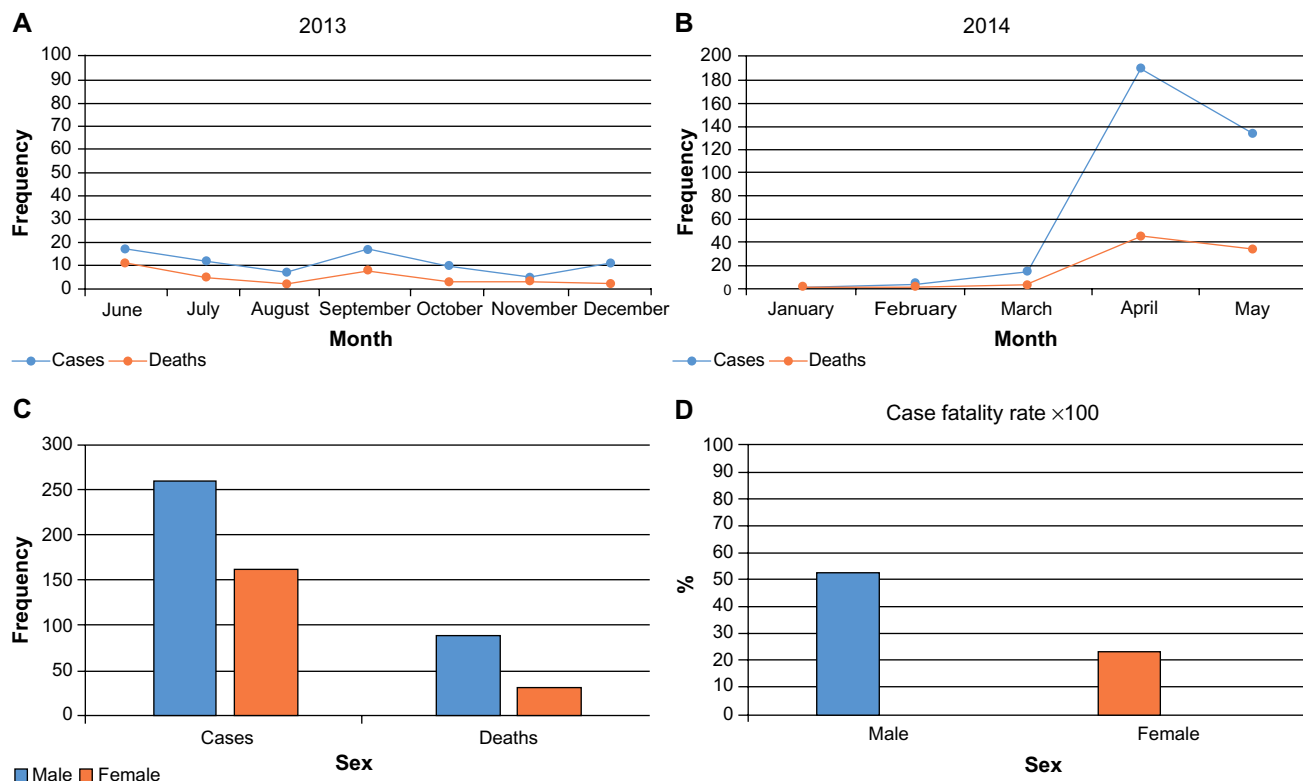 A
2013
100
90
80
70
60
50
40
30
20
10
0
Frequency
June July August September October November December
Month
Cases Deaths
B
2014
200
180
160
140
120
100
80
60
40
20
0
Frequency
January February March April May
Month
Cases Deaths
C
300
250
200
150
100
50
0
Frequency
Cases Deaths
Sex
Male Female
D
Case fatality rate ×100
100
90
80
70
60
50
40
30
20
10
0
%
Male Female
Sex